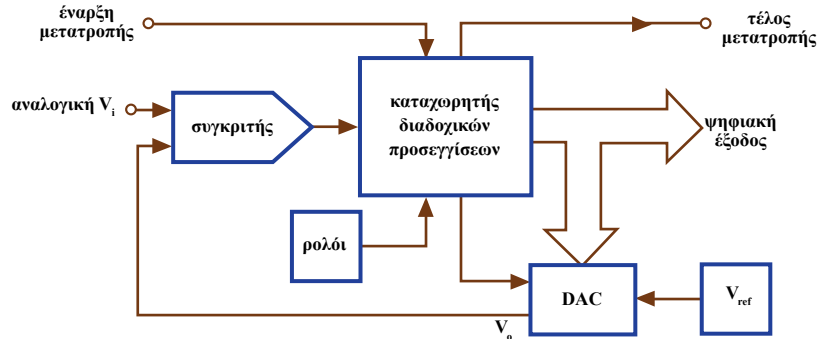 έναρξη
μετατροπής
τέλος
μετατροπής
αναλογική Vi
συγκριτής
καταχωρητής
διαδοχικών
προσεγγίσεων
ψηφιακή
έξοδος
ρολόι
DAC
Vref
Vo